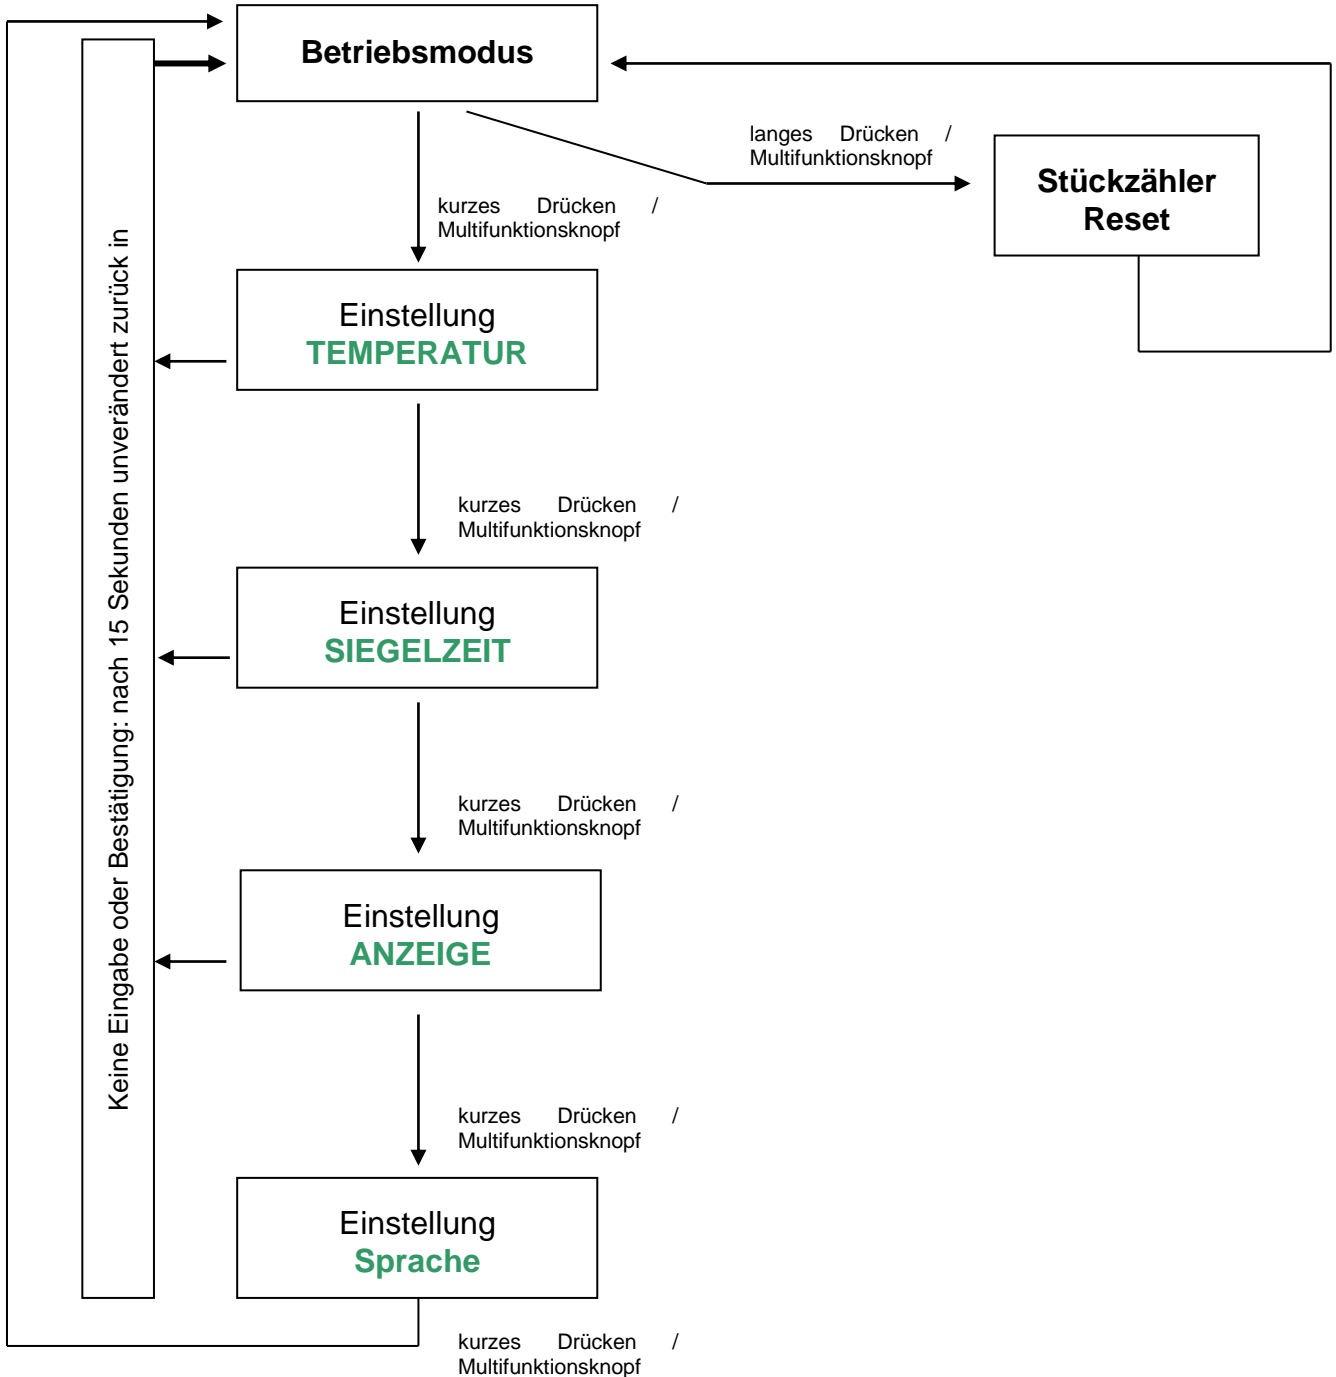 Betriebsmodus
langes Drücken /
Multifunktionsknopf
Stückzähler
Reset
kurzes Drücken /
Multifunktionsknopf
Keine Eingabe oder Bestätigung: nach 15 Sekunden unverändert zurück in
Einstellung
TEMPERATUR
kurzes Drücken /
Multifunktionsknopf
Einstellung
SIEGELZEIT
kurzes Drücken /
Multifunktionsknopf
Einstellung
ANZEIGE
kurzes Drücken /
Multifunktionsknopf
Einstellung
Sprache
kurzes Drücken /
Multifunktionsknopf